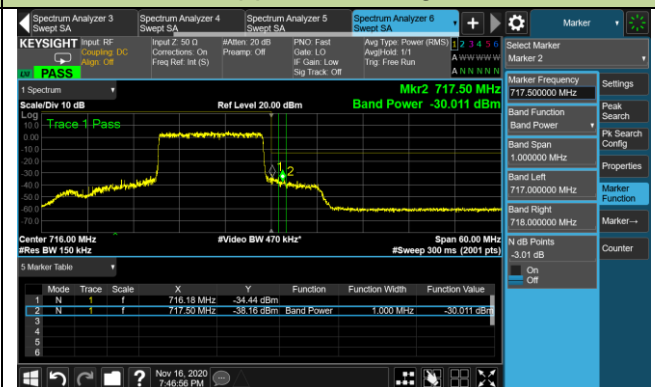 Spectrum Analyzer 3 Spectrum Analyzer 4 Spectrum Analyzer 5 Spectrum Analyzer 6 + Marker
Swept SA Swept SA Swept SA Swept SA
KEYSIGHT Input: RF Input Z: 50 Ω #Atten: 20 dB PNO: Fast Avg Type: Power (RMS) 1 2 3 4 5 6
Coupling: DC Corrections: On Preamp: Off Gate: LO Avg|Hold: 1/1 A W W W W W
Align: Off Freq Ref: Int (S) IF Gain: Low Trig: Free Run
Sig Track: Off A N N N N N
PASS
Select Marker
Marker 2
1 Spectrum Mkr2 717.50 MHz
Scale/Div 10 dB Ref Level 20.00 dBm Band Power -30.011 dBm
Log
Trace 1 Pass
10.0
0.00
-10.0
-20.0
-30.0
-40.0
-50.0
-60.0
-70.0
1
2
Center 716.00 MHz #Video BW 470 kHz* Span 60.00 MHz
#Res BW 150 kHz #Sweep 300 ms (2001 pts)
5 Marker Table
Mode Trace Scale X Y Function Function Width Function Value
1 N 1 f 716.18 MHz -34.44 dBm
2 N 1 f 717.50 MHz -38.16 dBm Band Power 1.000 MHz -30.011 dBm
3
4
5
6
Marker Frequency
717.500000 MHz
Band Function
Band Power
Band Span
1.000000 MHz
Band Left
717.000000 MHz
Band Right
718.000000 MHz
N dB Points
-3.01 dB
On
Off
Settings
Peak
Search
Pk Search
Config
Properties
Marker
Function
Marker→
Counter
? Nov 16, 2020
7:46:56 PM